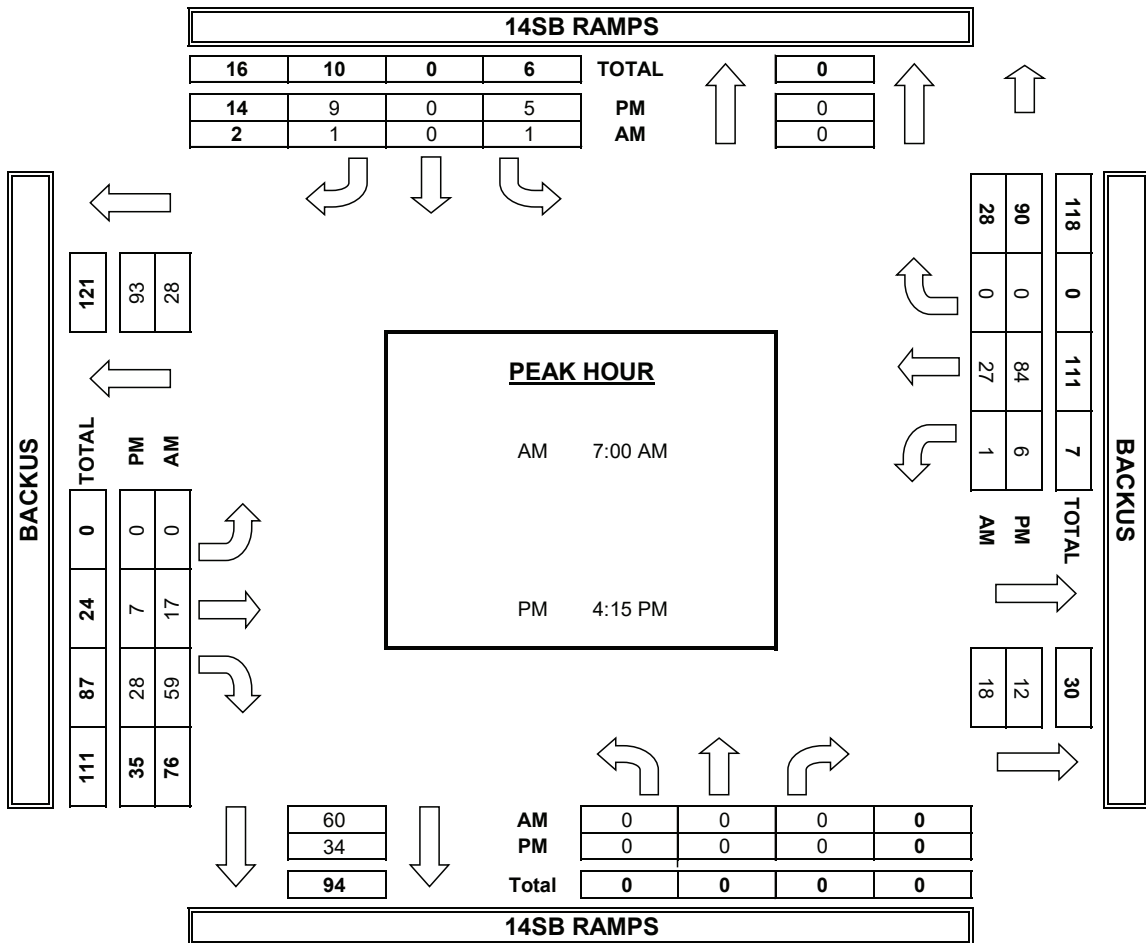 14SB RAMPS
16 10 0 6 TOTAL 0
14 9 0 5 PM 0
2 1 0 1 AM 0
BACKUS
121
93
28
TOTAL 0 24 87 111
PM 0 7 28 35
AM 0 17 59 76
PEAK HOUR
AM 7:00 AM
PM 4:15 PM
118 0 111 7 TOTAL
90 0 84 6 PM
28 0 27 1 AM
30
12
18
BACKUS
60 AM 0 0 0 0
34 PM 0 0 0 0
94 Total 0 0 0 0
14SB RAMPS